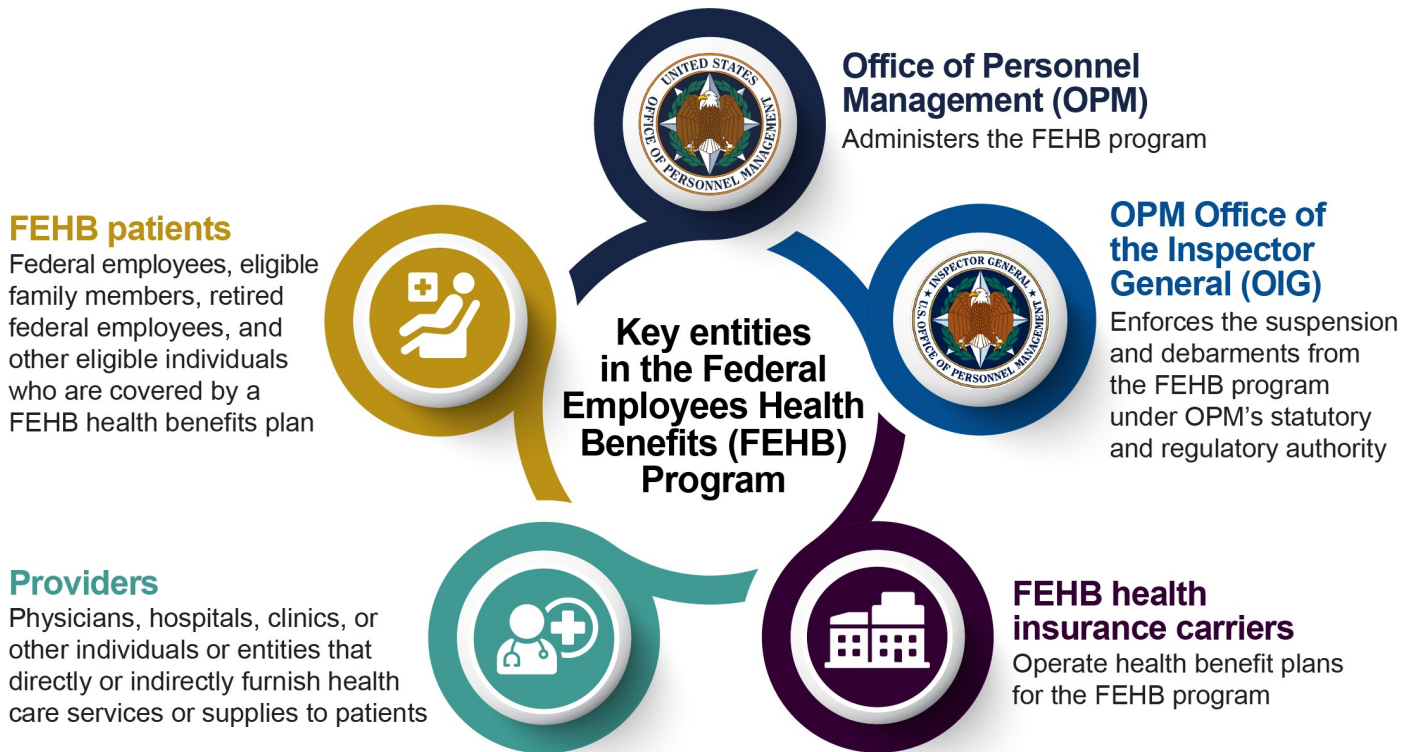 UNITED STATES
OFFICE OF PERSONNEL MANAGEMENT
Office of Personnel
Management (OPM)
Administers the FEHB program
OPM Office of
the Inspector
General (OIG)
★ INSPECTOR GENERAL ★
U.S. OFFICE OF PERSONNEL MANAGEMENT
Enforces the suspension
and debarments from
the FEHB program
under OPM’s statutory
and regulatory authority
FEHB health
insurance carriers
Operate health benefit plans
for the FEHB program
Providers
Physicians, hospitals, clinics, or
other individuals or entities that
directly or indirectly furnish health
care services or supplies to patients
FEHB patients
Federal employees, eligible
family members, retired
federal employees, and
other eligible individuals
who are covered by a
FEHB health benefits plan
Key entities
in the Federal
Employees Health
Benefits (FEHB)
Program